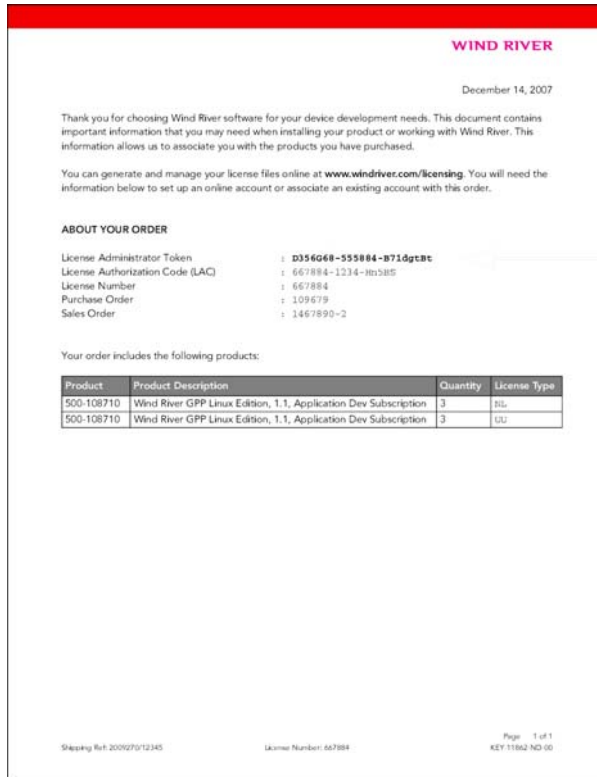 WIND RIVER
December 14, 2007
Thank you for choosing Wind River software for your device development needs. This document contains
important information that you may need when installing your product or working with Wind River. This
information allows us to associate you with the products you have purchased.
You can generate and manage your license files online at www.windriver.com/licensing. You will need the
information below to set up an online account or associate an existing account with this order.
ABOUT YOUR ORDER
License Administrator Token : D356G68-555884-B71dgtBt
License Authorization Code (LAC) : 667884-1234-Hn5HS
License Number : 667884
Purchase Order : 109679
Sales Order : 1467890-2
Your order includes the following products:
Product Product Description Quantity License Type
500-108710 Wind River GPP Linux Edition, 1.1, Application Dev Subscription 3 NL
500-108710 Wind River GPP Linux Edition, 1.1, Application Dev Subscription 3 UU
Page 1 of 1
Shipping Ref: 2009270/12345 License Number: 667884 KEY-11862-ND-00